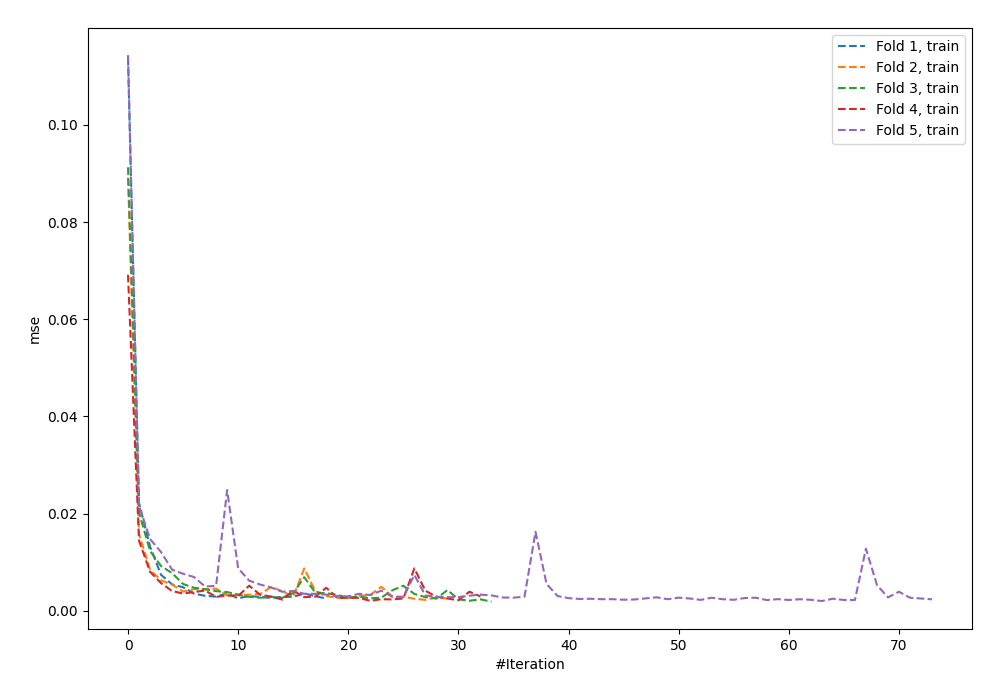 Fold 1, train
Fold 2, train
Fold 3, train
Fold 4, train
Fold 5, train
0.10
0.08
0.06
0.04
0.02
0.00
mse
0 10 20 30 40 50 60 70
#Iteration